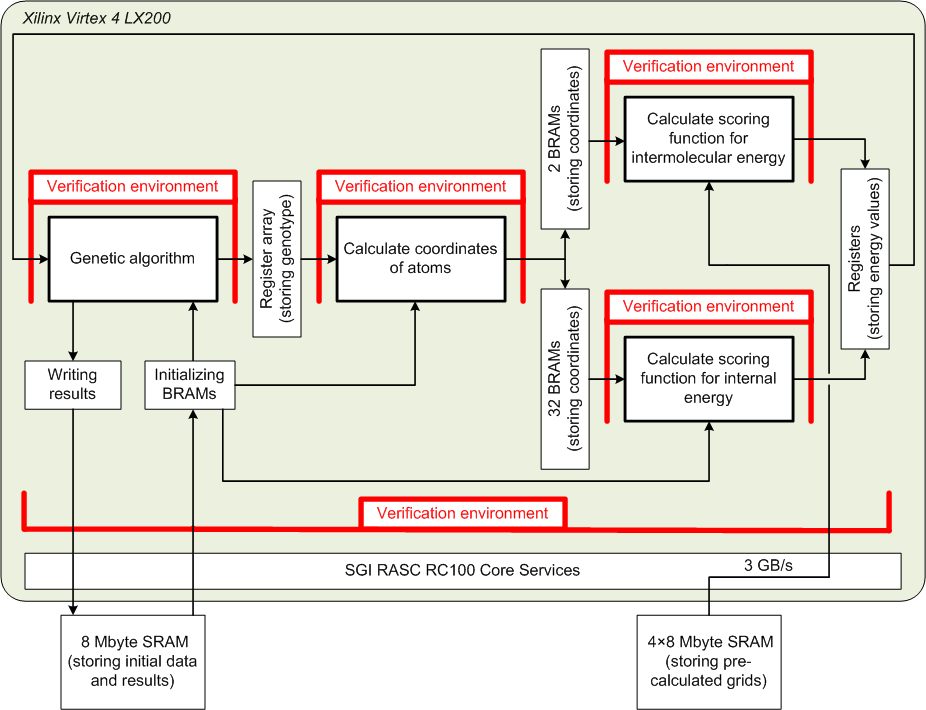 Xilinx Virtex 4 LX200
Verification environment
Genetic algorithm
Register array
(storing genotype)
Verification environment
Calculate coordinates
of atoms
2 BRAMs
(storing coordinates)
32 BRAMs
(storing coordinates)
Verification environment
Calculate scoring
function for
intermolecular energy
Verification environment
Calculate scoring
function for internal
energy
Registers
(storing energy values)
Writing
results
Initializing
BRAMs
Verification environment
SGI RASC RC100 Core Services
3 GB/s
8 Mbyte SRAM
(storing initial data
and results)
4×8 Mbyte SRAM
(storing pre-
calculated grids)